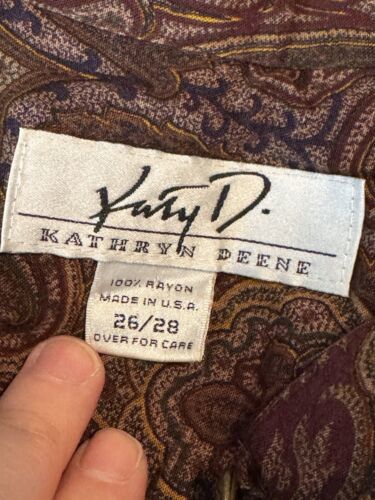 Katy D.
KATHRYN DEENE
100% RAYON
MADE IN U.S.A.
26/28
OVER FOR CARE